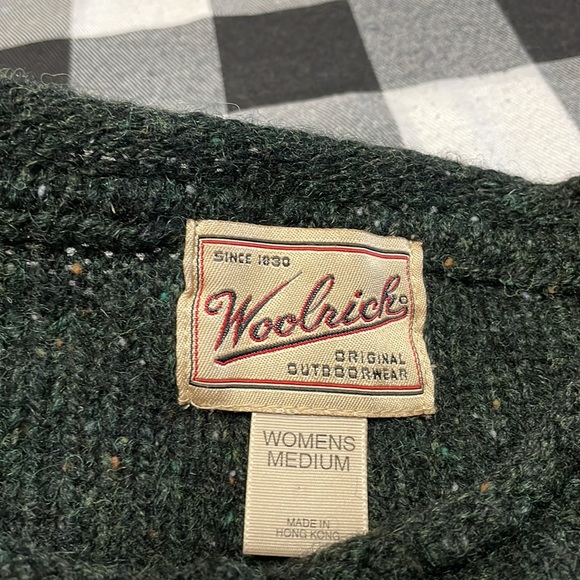 SINCE 1830
Woolrich
ORIGINAL
OUTDOORWEAR
WOMENS
MEDIUM
MADE IN
HONG KONG